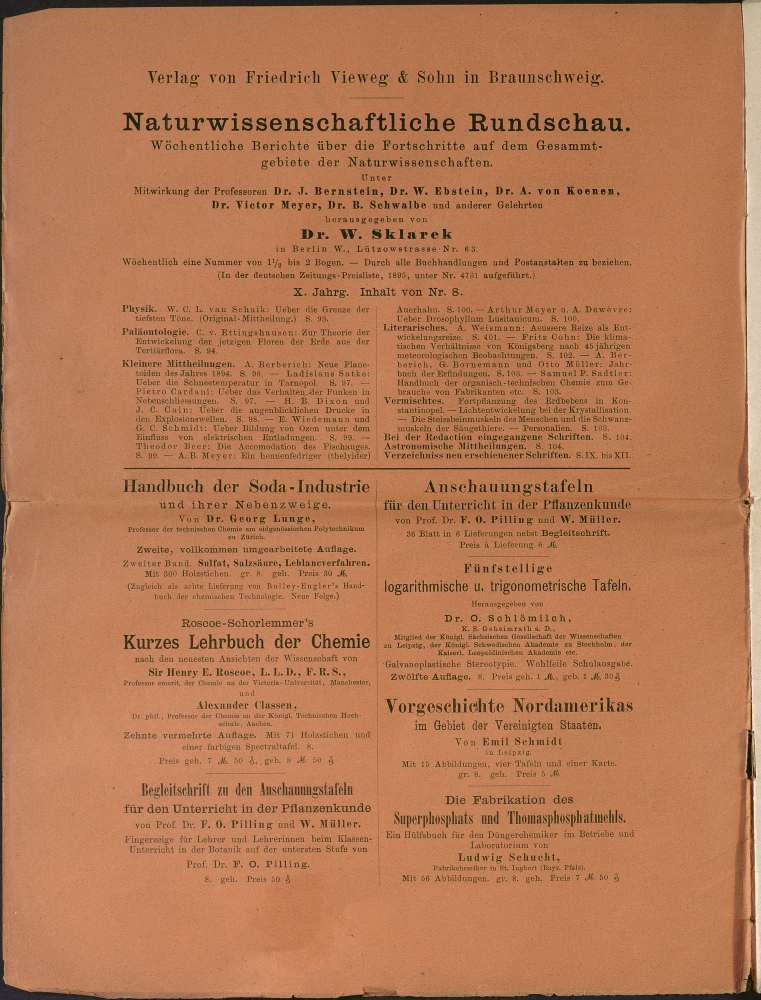 Verlag von Friedrich Vieweg & Sohn in Braunschweig.
Naturwissenschaftliche Rundschau.
Wöchentliche Berichte über die Fortschritte auf dem Gesammt-
gebiete der Naturwissenschaften.
Unter
Mitwirkung der Professoren Dr. J. Bernstein, Dr. W. Ebstein, Dr. A. von Koenen,
Dr. Victor Meyer, Dr. B. Schwalbe und anderer Gelehrten
herausgegeben von
Dr. W. Sklarek
in Berlin W., Lützowstrasse Nr. 63.
Wöchentlich eine Nummer von 1½ bis 2 Bogen. — Durch alle Buchhandlungen und Postanstalten zu beziehen.
(In der deutschen Zeitungs-Preisliste, 1895, unter Nr. 4731 aufgeführt.)
X. Jahrg. Inhalt von Nr. 8.
Physik. W. C. L. van Schaik: Ueber die Grenze der
tiefsten Töne. (Original-Mittheilung.) S. 93.
Paläontologie. C. v. Ettingshausen: Zur Theorie der
Entwickelung der jetzigen Floren der Erde aus der
Tertiärflora. S. 94.
Kleinere Mittheilungen. A. Berberich: Neue Plane-
toiden des Jahres 1894. S. 96. — Ladislaus Satke:
Ueber die Schneetemperatur in Tarnopol. S. 97. —
Pietro Cardani: Ueber das Verhalten der Funken in
Nebenschliessungen. S. 97. — H. B. Dixon und
J. C. Cain: Ueber die augenblicklichen Drucke in
den Explosionswellen. S. 98. — E. Wiedemann und
G. C. Schmidt: Ueber Bildung von Ozon unter dem
Einfluss von elektrischen Entladungen. S. 99. —
Theodor Beer: Die Accomodation des Fischauges.
S. 99. — A. B. Meyer: Ein hennenfedriger (thelyider)
Auerhahn. S. 100. — Arthur Meyer u. A. Dewèvre:
Ueber Drosophyllum Lusitanicum. S. 100.
Literarisches. A. Weismann: Aeussere Reize als Ent-
wickelungsreize. S. 101. — Fritz Cohn: Die klima-
tischen Verhältnisse von Königsberg nach 45jährigen
meteorologischen Beobachtungen. S. 102. — A. Ber-
berich, G. Bornemann und Otto Müller: Jahr-
buch der Erfindungen. S. 103. — Samuel P. Sadtler:
Handbuch der organisch-technischen Chemie zum Ge-
brauche von Fabrikanten etc. S. 103.
Vermischtes. Fortpflanzung des Erdbebens in Kon-
stantinopel. — Lichtentwickelung bei der Krystallisation
— Die Steissbeinmuskeln des Menschen und die Schwanz-
muskeln der Säugethiere. — Personalien. S. 103.
Bei der Redaction eingegangene Schriften. S. 104.
Astronomische Mittheilungen. S. 104.
Verzeichniss neu erschienener Schriften. S. IX. bis XII.
Handbuch der Soda-Industrie
und ihrer Nebenzweige.
Von Dr. Georg Lunge,
Professor der technischen Chemie am eidgenössischen Polytechnikum
zu Zürich.
Zweite, vollkommen umgearbeitete Auflage.
Zweiter Band. Sulfat, Salzsäure, Leblancverfahren.
Mit 300 Holzstichen. gr. 8. geh. Preis 30 ℳ.
(Zugleich als achte Lieferung von Bolley-Engler's Hand-
buch der chemischen Technologie. Neue Folge.)
Roscoe-Schorlemmer's
Kurzes Lehrbuch der Chemie
nach den neuesten Ansichten der Wissenschaft von
Sir Henry E. Roscoe, L. L. D., F. R. S.,
Professor emerit. der Chemie an der Victoria-Universität, Manchester,
und
Alexander Classen,
Dr. phil., Professor der Chemie an der Königl. Technischen Hoch-
schule, Aachen.
Zehnte vermehrte Auflage. Mit 71 Holzstichen und
einer farbigen Spectraltafel. 8.
Preis geh. 7 ℳ. 50 ₰, geb. 8 ℳ. 50 ₰
Begleitschrift zu den Anschauungstafeln
für den Unterricht in der Pflanzenkunde
von Prof. Dr. F. O. Pilling und W. Müller.
Fingerzeige für Lehrer und Lehrerinnen beim Klassen-
Unterricht in der Botanik auf der untersten Stufe von
Prof. Dr. F. O. Pilling.
8. geh. Preis 50 ₰
Anschauungstafeln
für den Unterricht in der Pflanzenkunde
von Prof. Dr. F. O. Pilling und W. Müller.
36 Blatt in 6 Lieferungen nebst Begleitschrift.
Preis à Lieferung 6 ℳ.
Fünfstellige
logarithmische u. trigonometrische Tafeln.
Herausgegeben von
Dr. O. Schlömilch,
K. S. Geheimrath a. D.,
Mitglied der Königl. Sächsischen Gesellschaft der Wissenschaften
zu Leipzig, der Königl. Schwedischen Akademie zu Stockholm, der
Kaiserl. Leopoldinischen Akademie etc.
Galvanoplastische Stereotypie. Wohlfeile Schulausgabe.
Zwölfte Auflage. 8. Preis geh. 1 ℳ., geb. 1 ℳ. 30 ₰
Vorgeschichte Nordamerikas
im Gebiet der Vereinigten Staaten.
Von Emil Schmidt
in Leipzig.
Mit 15 Abbildungen, vier Tafeln und einer Karte.
gr. 8. geh. Preis 5 ℳ.
Die Fabrikation des
Superphosphats und Thomasphosphatmehls.
Ein Hülfsbuch für den Düngerchemiker im Betriebe und
Laboratorium von
Ludwig Schucht,
Fabrikchemiker in St. Ingbert (Bayr. Pfalz).
Mit 56 Abbildungen. gr. 8. geh. Preis 7 ℳ. 50 ₰